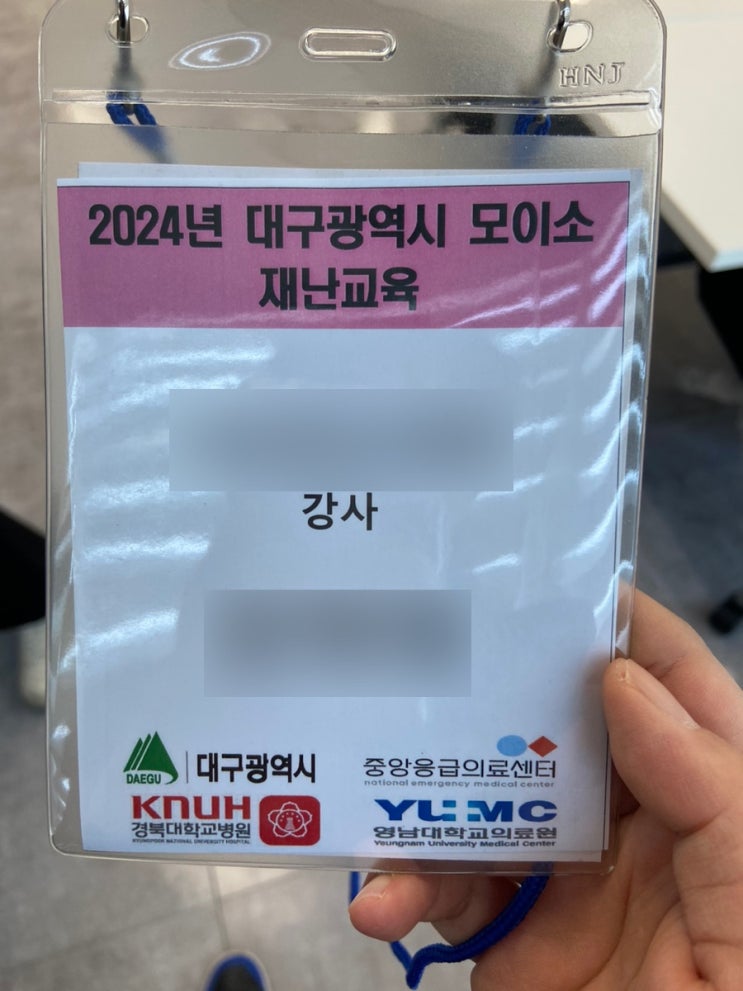 HNJ
2024년 대구광역시 모이소
재난교육
강사
DAEGU 대구광역시
중앙응급의료센터
national emergency medical center
KNUH
경북대학교병원
KYUNGPOOK NATIONAL UNIVERSITY HOSPITAL
YUMC
영남대학교의료원
Yeungnam University Medical Center